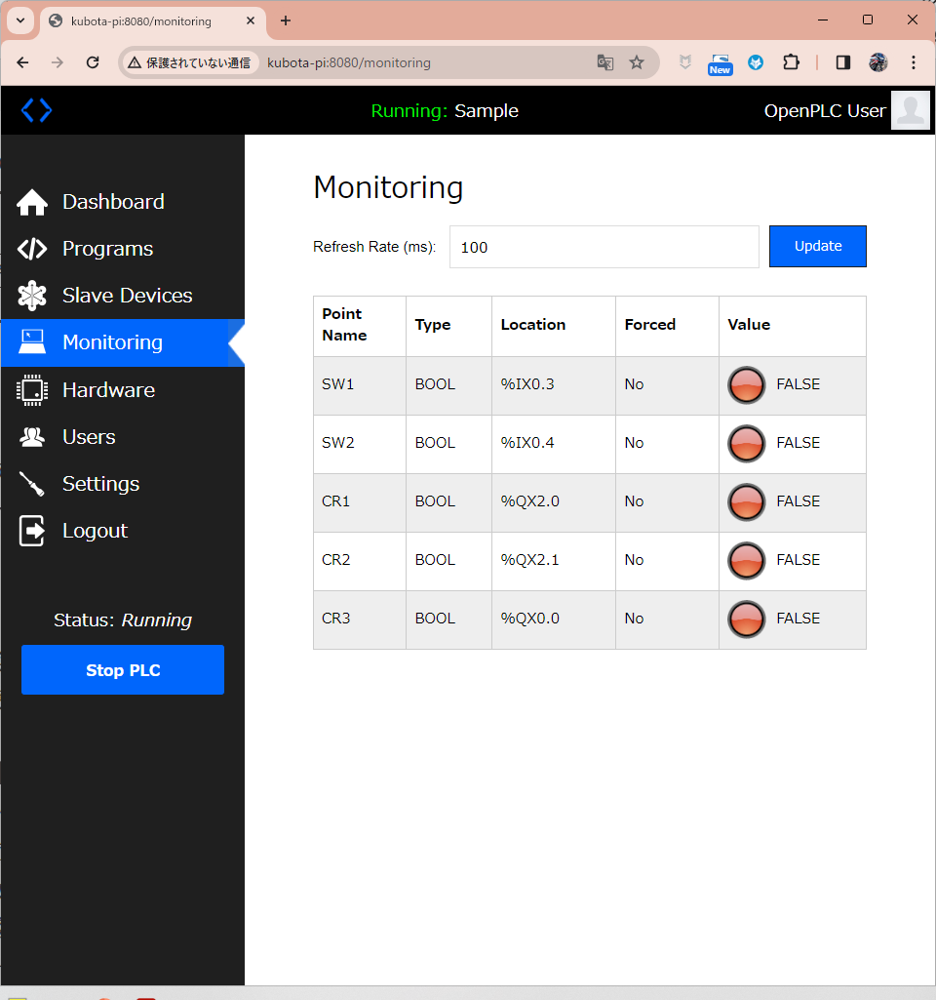 kubota-pi:8080/monitoring
保護されていない通信 kubota-pi:8080/monitoring
New
Running: Sample
OpenPLC User
Dashboard
Programs
Slave Devices
Monitoring
Hardware
Users
Settings
Logout
Status: Running
Stop PLC
Monitoring
Refresh Rate (ms): 100 Update
Point Name Type Location Forced Value
SW1 BOOL %IX0.3 No FALSE
SW2 BOOL %IX0.4 No FALSE
CR1 BOOL %QX2.0 No FALSE
CR2 BOOL %QX2.1 No FALSE
CR3 BOOL %QX0.0 No FALSE